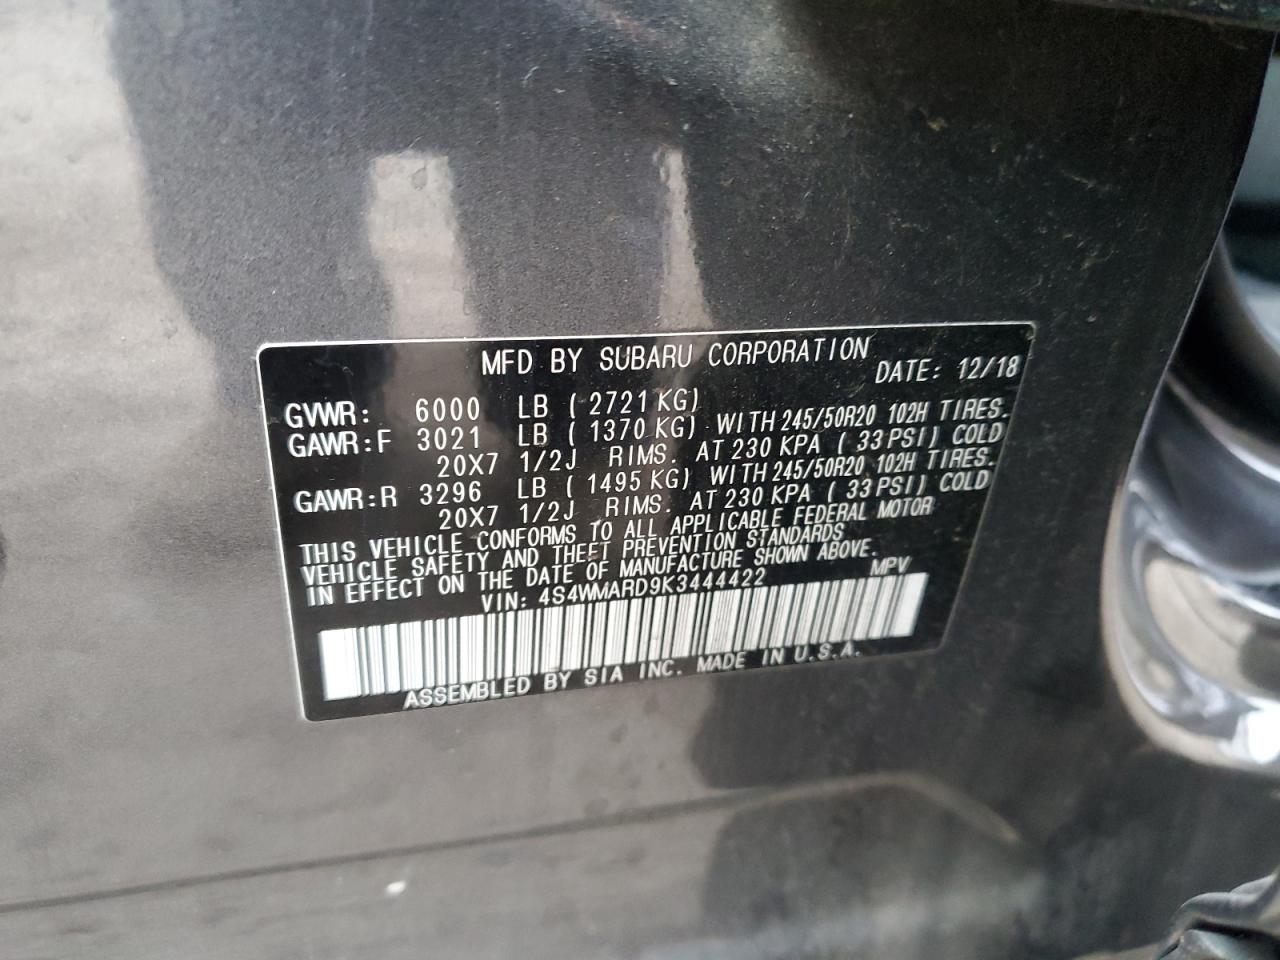 MFD BY SUBARU CORPORATION
DATE: 12/18
GVWR: 6000 LB ( 2721 KG)
GAWR:F 3021 LB ( 1370 KG) WITH 245/50R20 102H TIRES.
20X7 1/2J RIMS. AT 230 KPA ( 33 PSI) COLD
GAWR:R 3296 LB ( 1495 KG) WITH 245/50R20 102H TIRES.
20X7 1/2J RIMS. AT 230 KPA ( 33 PSI) COLD
THIS VEHICLE CONFORMS TO ALL APPLICABLE FEDERAL MOTOR
VEHICLE SAFETY AND THEFT PREVENTION STANDARDS
IN EFFECT ON THE DATE OF MANUFACTURE SHOWN ABOVE.
VIN: 4S4WMARD9K3444422 MPV
ASSEMBLED BY SIA INC. MADE IN U.S.A.